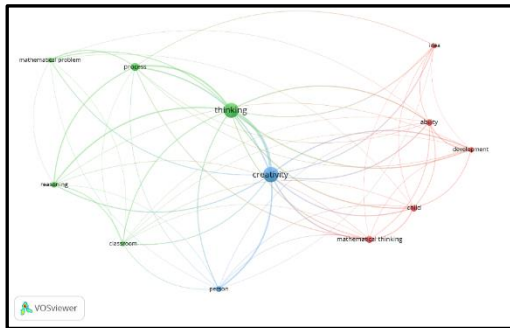 idea
mathematical problem
process
thinking
ability
development
creativity
reasoning
child
mathematical thinking
classroom
person
VOSviewer